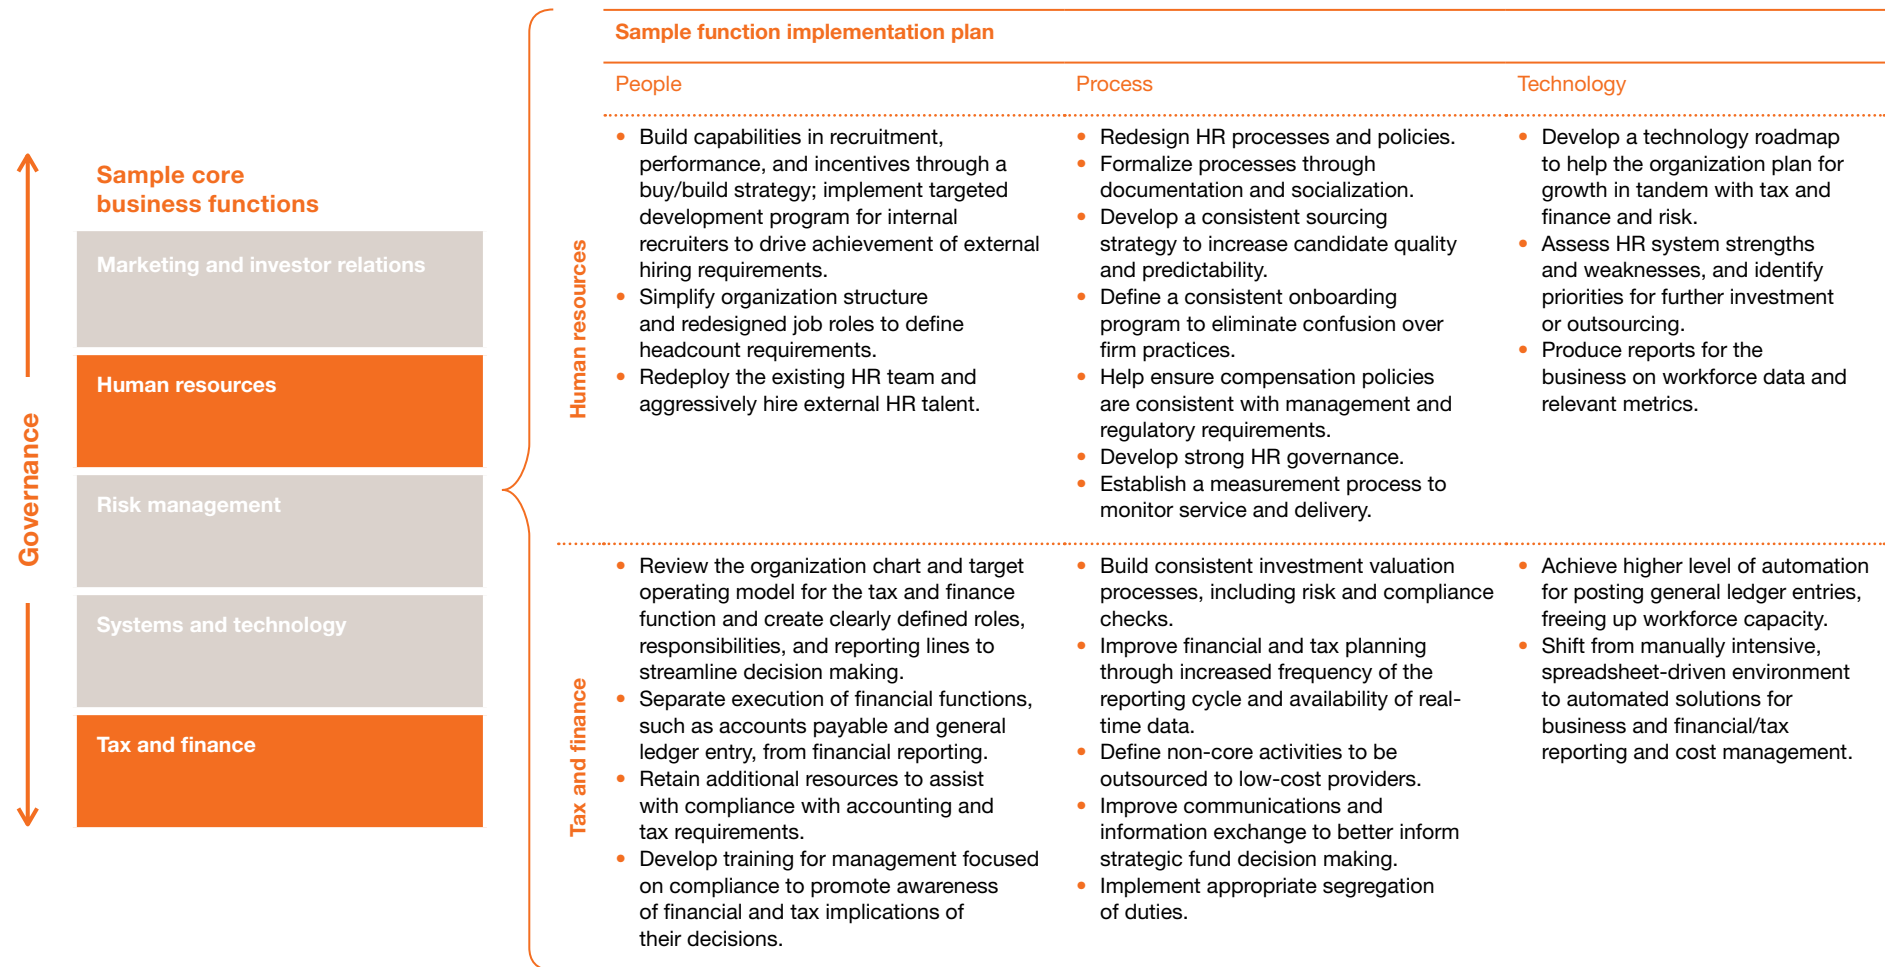 Governance
Sample core
business functions
Marketing and investor relations
Human resources
Risk management
Systems and technology
Tax and finance
Sample function implementation plan
People
Process
Technology
Human resources
• Build capabilities in recruitment,
performance, and incentives through a
buy/build strategy; implement targeted
development program for internal
recruiters to drive achievement of external
hiring requirements.
• Simplify organization structure
and redesigned job roles to define
headcount requirements.
• Redeploy the existing HR team and
aggressively hire external HR talent.
• Redesign HR processes and policies.
• Formalize processes through
documentation and socialization.
• Develop a consistent sourcing
strategy to increase candidate quality
and predictability.
• Define a consistent onboarding
program to eliminate confusion over
firm practices.
• Help ensure compensation policies
are consistent with management and
regulatory requirements.
• Develop strong HR governance.
• Establish a measurement process to
monitor service and delivery.
• Develop a technology roadmap
to help the organization plan for
growth in tandem with tax and
finance and risk.
• Assess HR system strengths
and weaknesses, and identify
priorities for further investment
or outsourcing.
• Produce reports for the
business on workforce data and
relevant metrics.
Tax and finance
• Review the organization chart and target
operating model for the tax and finance
function and create clearly defined roles,
responsibilities, and reporting lines to
streamline decision making.
• Separate execution of financial functions,
such as accounts payable and general
ledger entry, from financial reporting.
• Retain additional resources to assist
with compliance with accounting and
tax requirements.
• Develop training for management focused
on compliance to promote awareness
of financial and tax implications of
their decisions.
• Build consistent investment valuation
processes, including risk and compliance
checks.
• Improve financial and tax planning
through increased frequency of the
reporting cycle and availability of real-
time data.
• Define non-core activities to be
outsourced to low-cost providers.
• Improve communications and
information exchange to better inform
strategic fund decision making.
• Implement appropriate segregation
of duties.
• Achieve higher level of automation
for posting general ledger entries,
freeing up workforce capacity.
• Shift from manually intensive,
spreadsheet-driven environment
to automated solutions for
business and financial/tax
reporting and cost management.